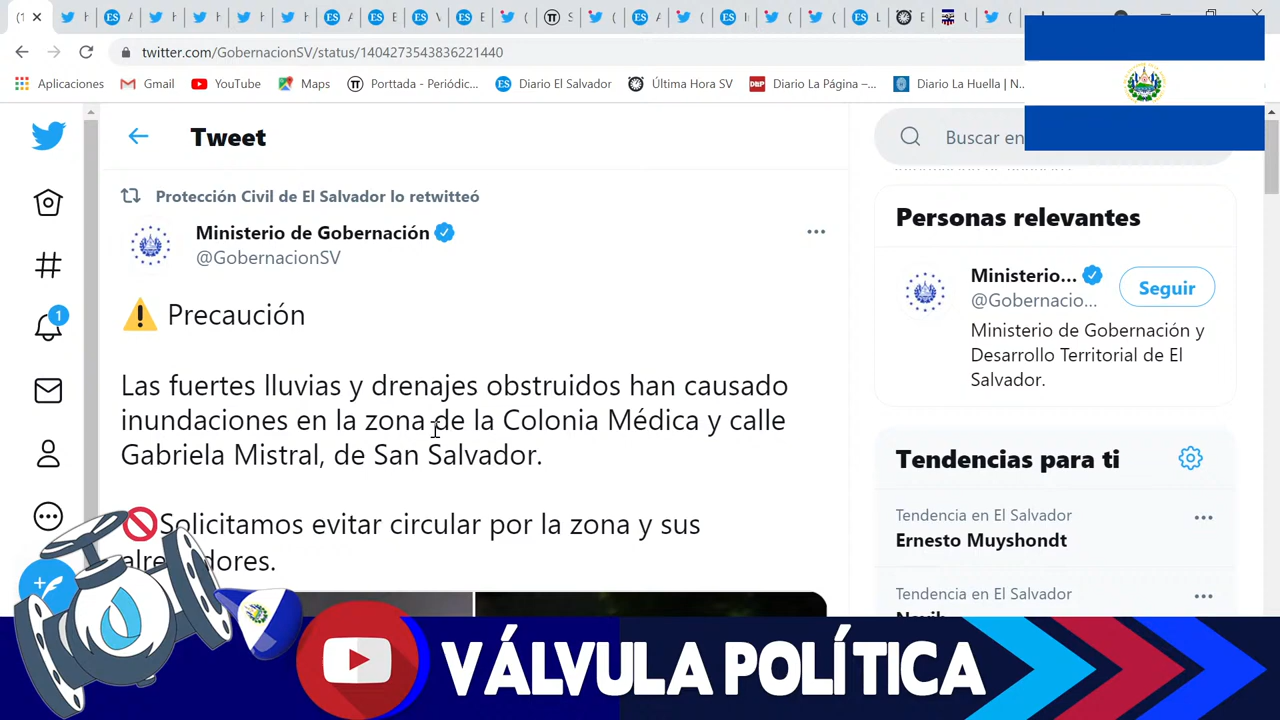 (1
S
E
V
E
(
S
(
A
(
I
(
(
L
E
U
(
twitter.com/GobernacionSV/status/1404273543836221440
Aplicaciones
Gmail
YouTube
Maps
Porttada - Periódic...
Diario El Salvador
Última Hora SV
Diario La Página –...
Diario La Huella | N...
Tweet
Buscar en
Protección Civil de El Salvador lo retwitteó
Ministerio de Gobernación
@GobernacionSV
⚠️ Precaución
Las fuertes lluvias y drenajes obstruidos han causado
inundaciones en la zona de la Colonia Médica y calle
Gabriela Mistral, de San Salvador.
🚫Solicitamos evitar circular por la zona y sus
alrededores.
Personas relevantes
Ministerio...
@Gobernacio...
Seguir
Ministerio de Gobernación y
Desarrollo Territorial de El
Salvador.
Tendencias para ti
Tendencia en El Salvador
Ernesto Muyshondt
Tendencia en El Salvador
1
VÁLVULA POLÍTICA